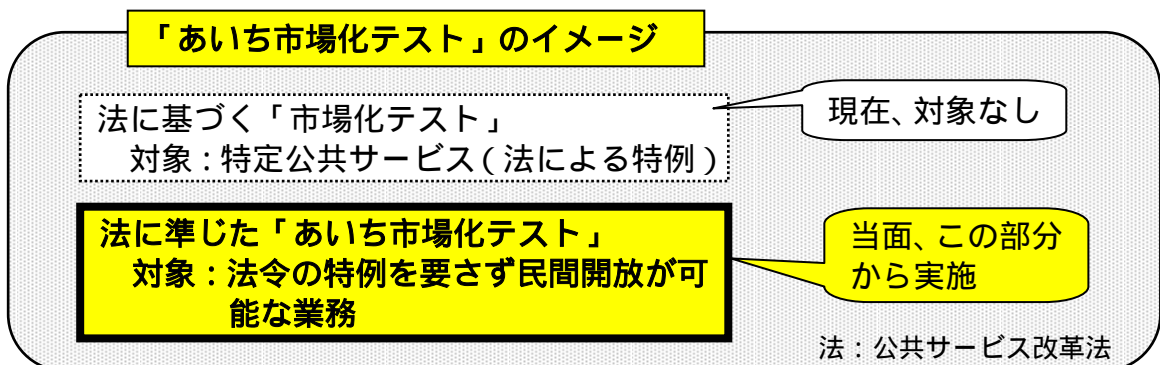 「あいち市場化テスト」のイメージ
法に基づく「市場化テスト」
対象：特定公共サービス（法による特例）
現在、対象なし
法に準じた「あいち市場化テスト」
対象：法令の特例を要さず民間開放が可
能な業務
当面、この部分
から実施
法：公共サービス改革法